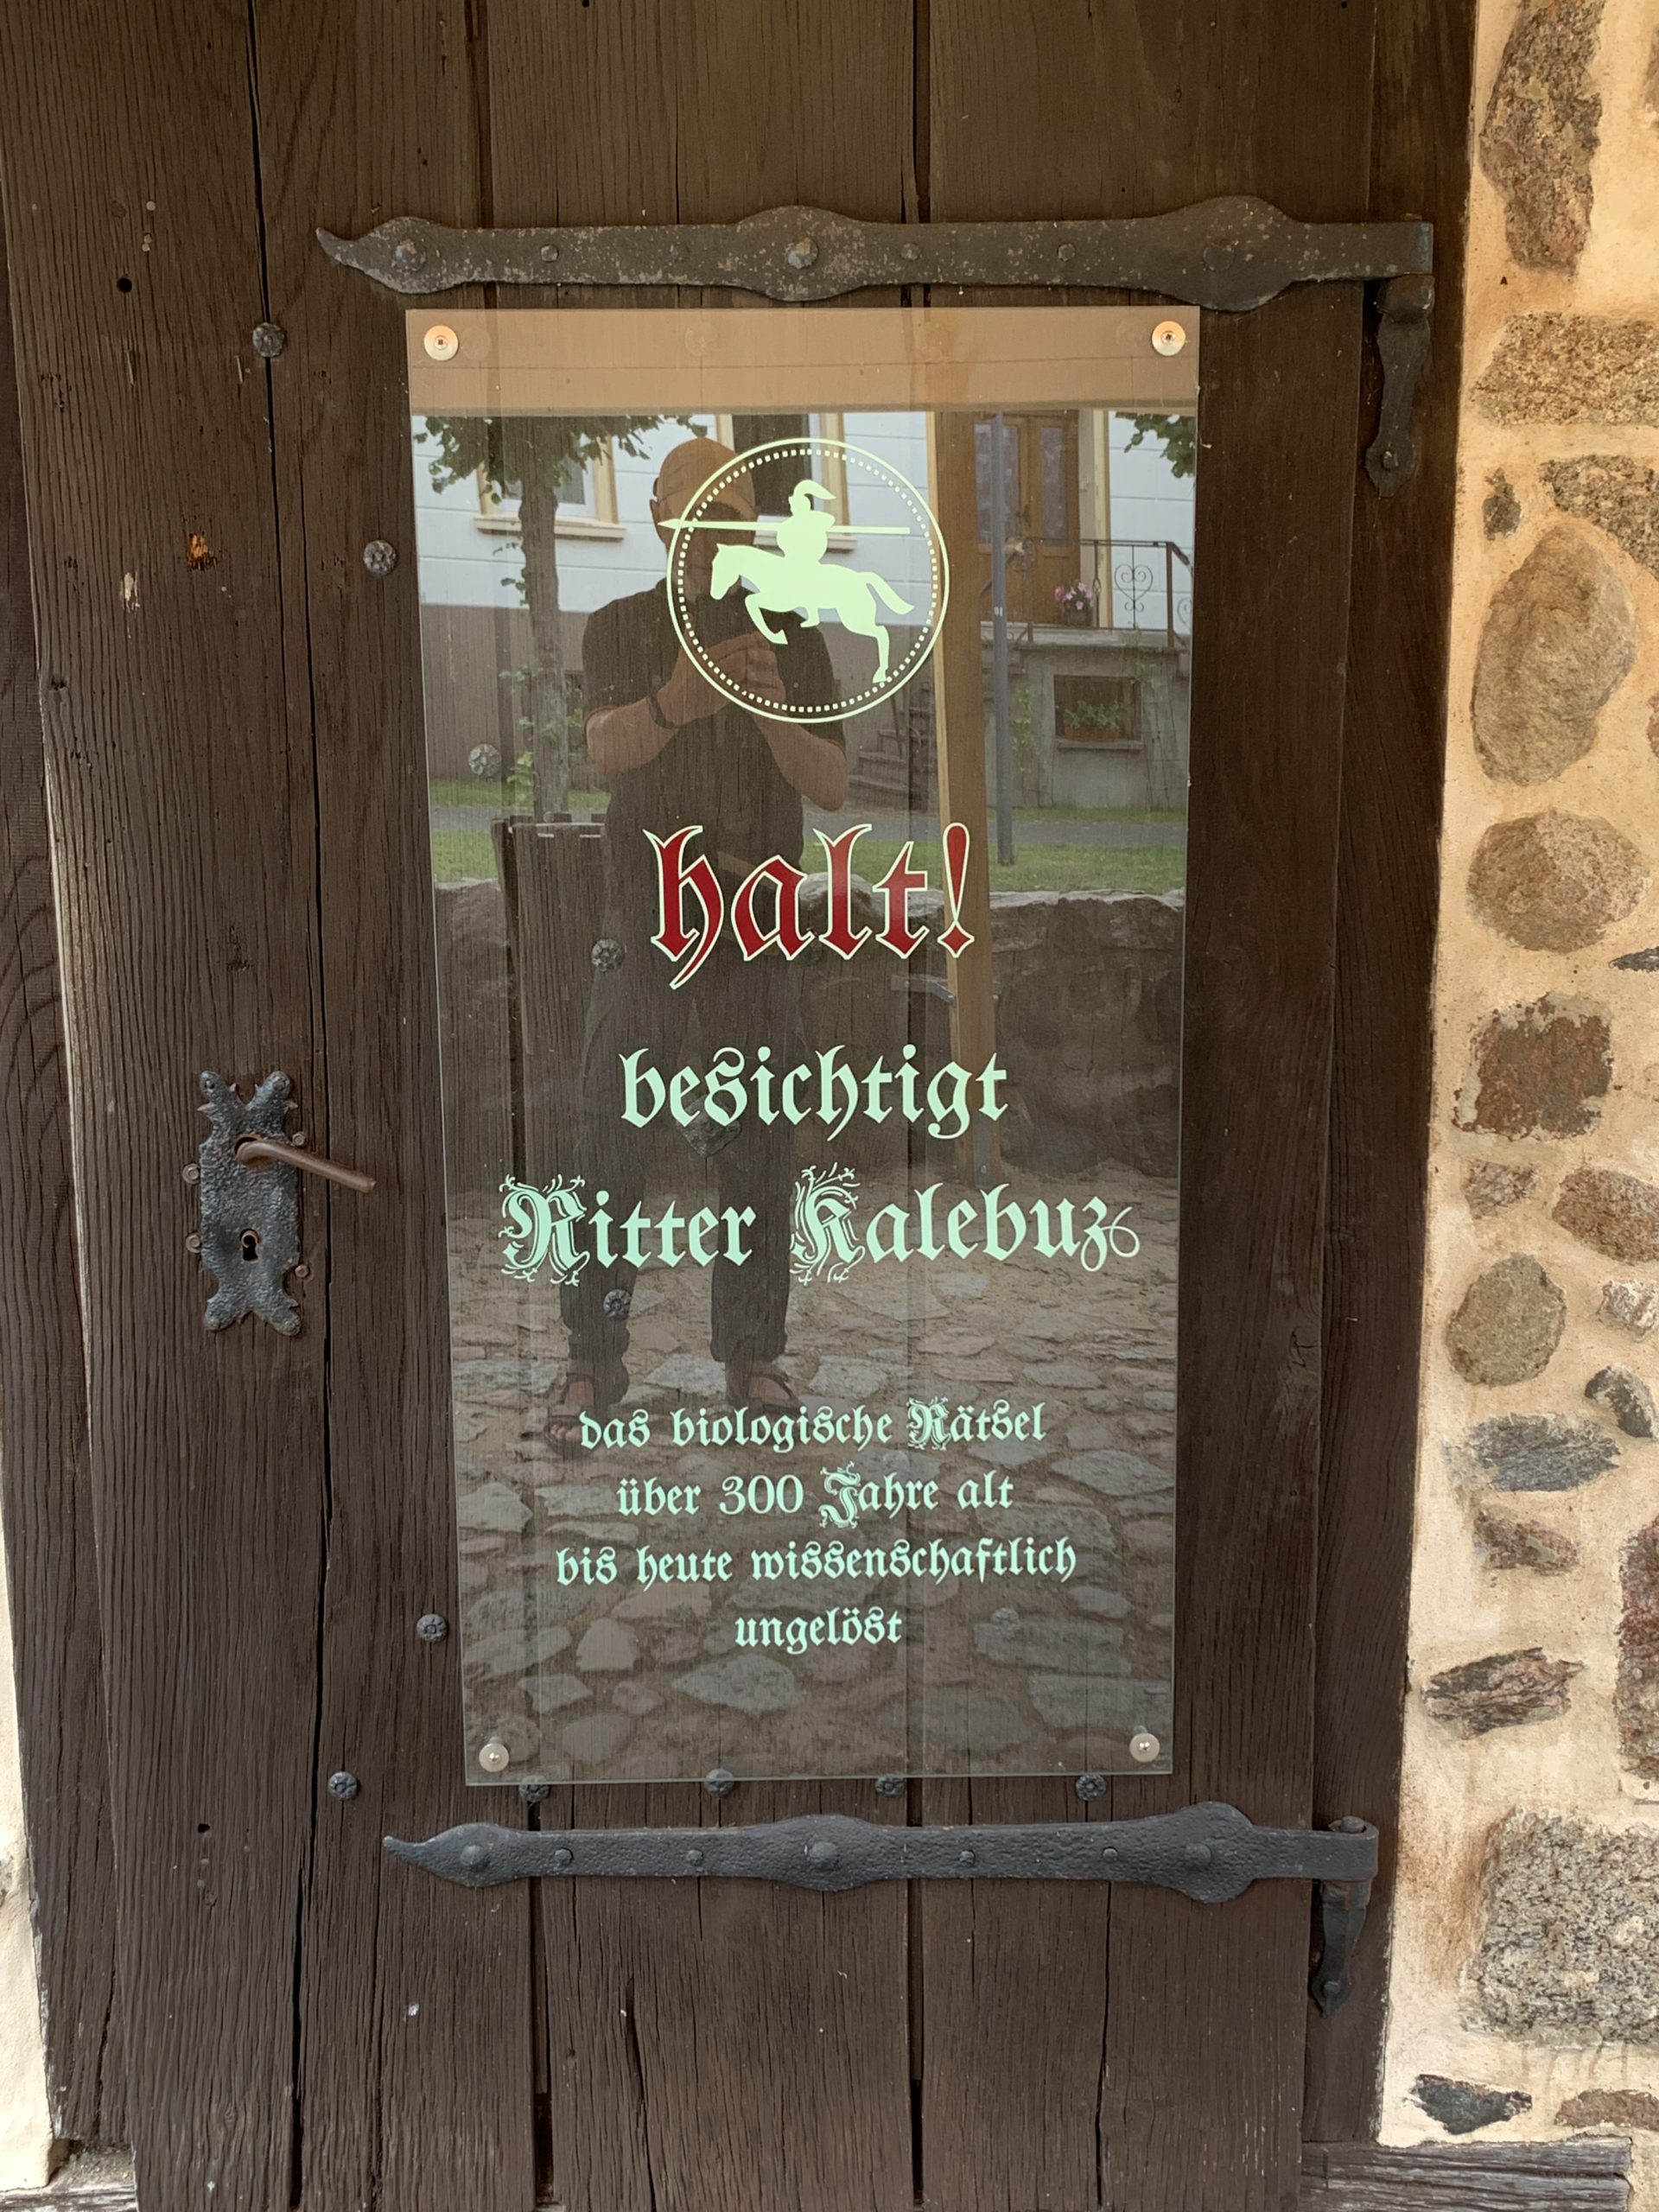 halt!
besichtigt
Ritter Kalebuz
das biologische Rätsel
über 300 Jahre alt
bis heute wissenschaftlich
ungelöst